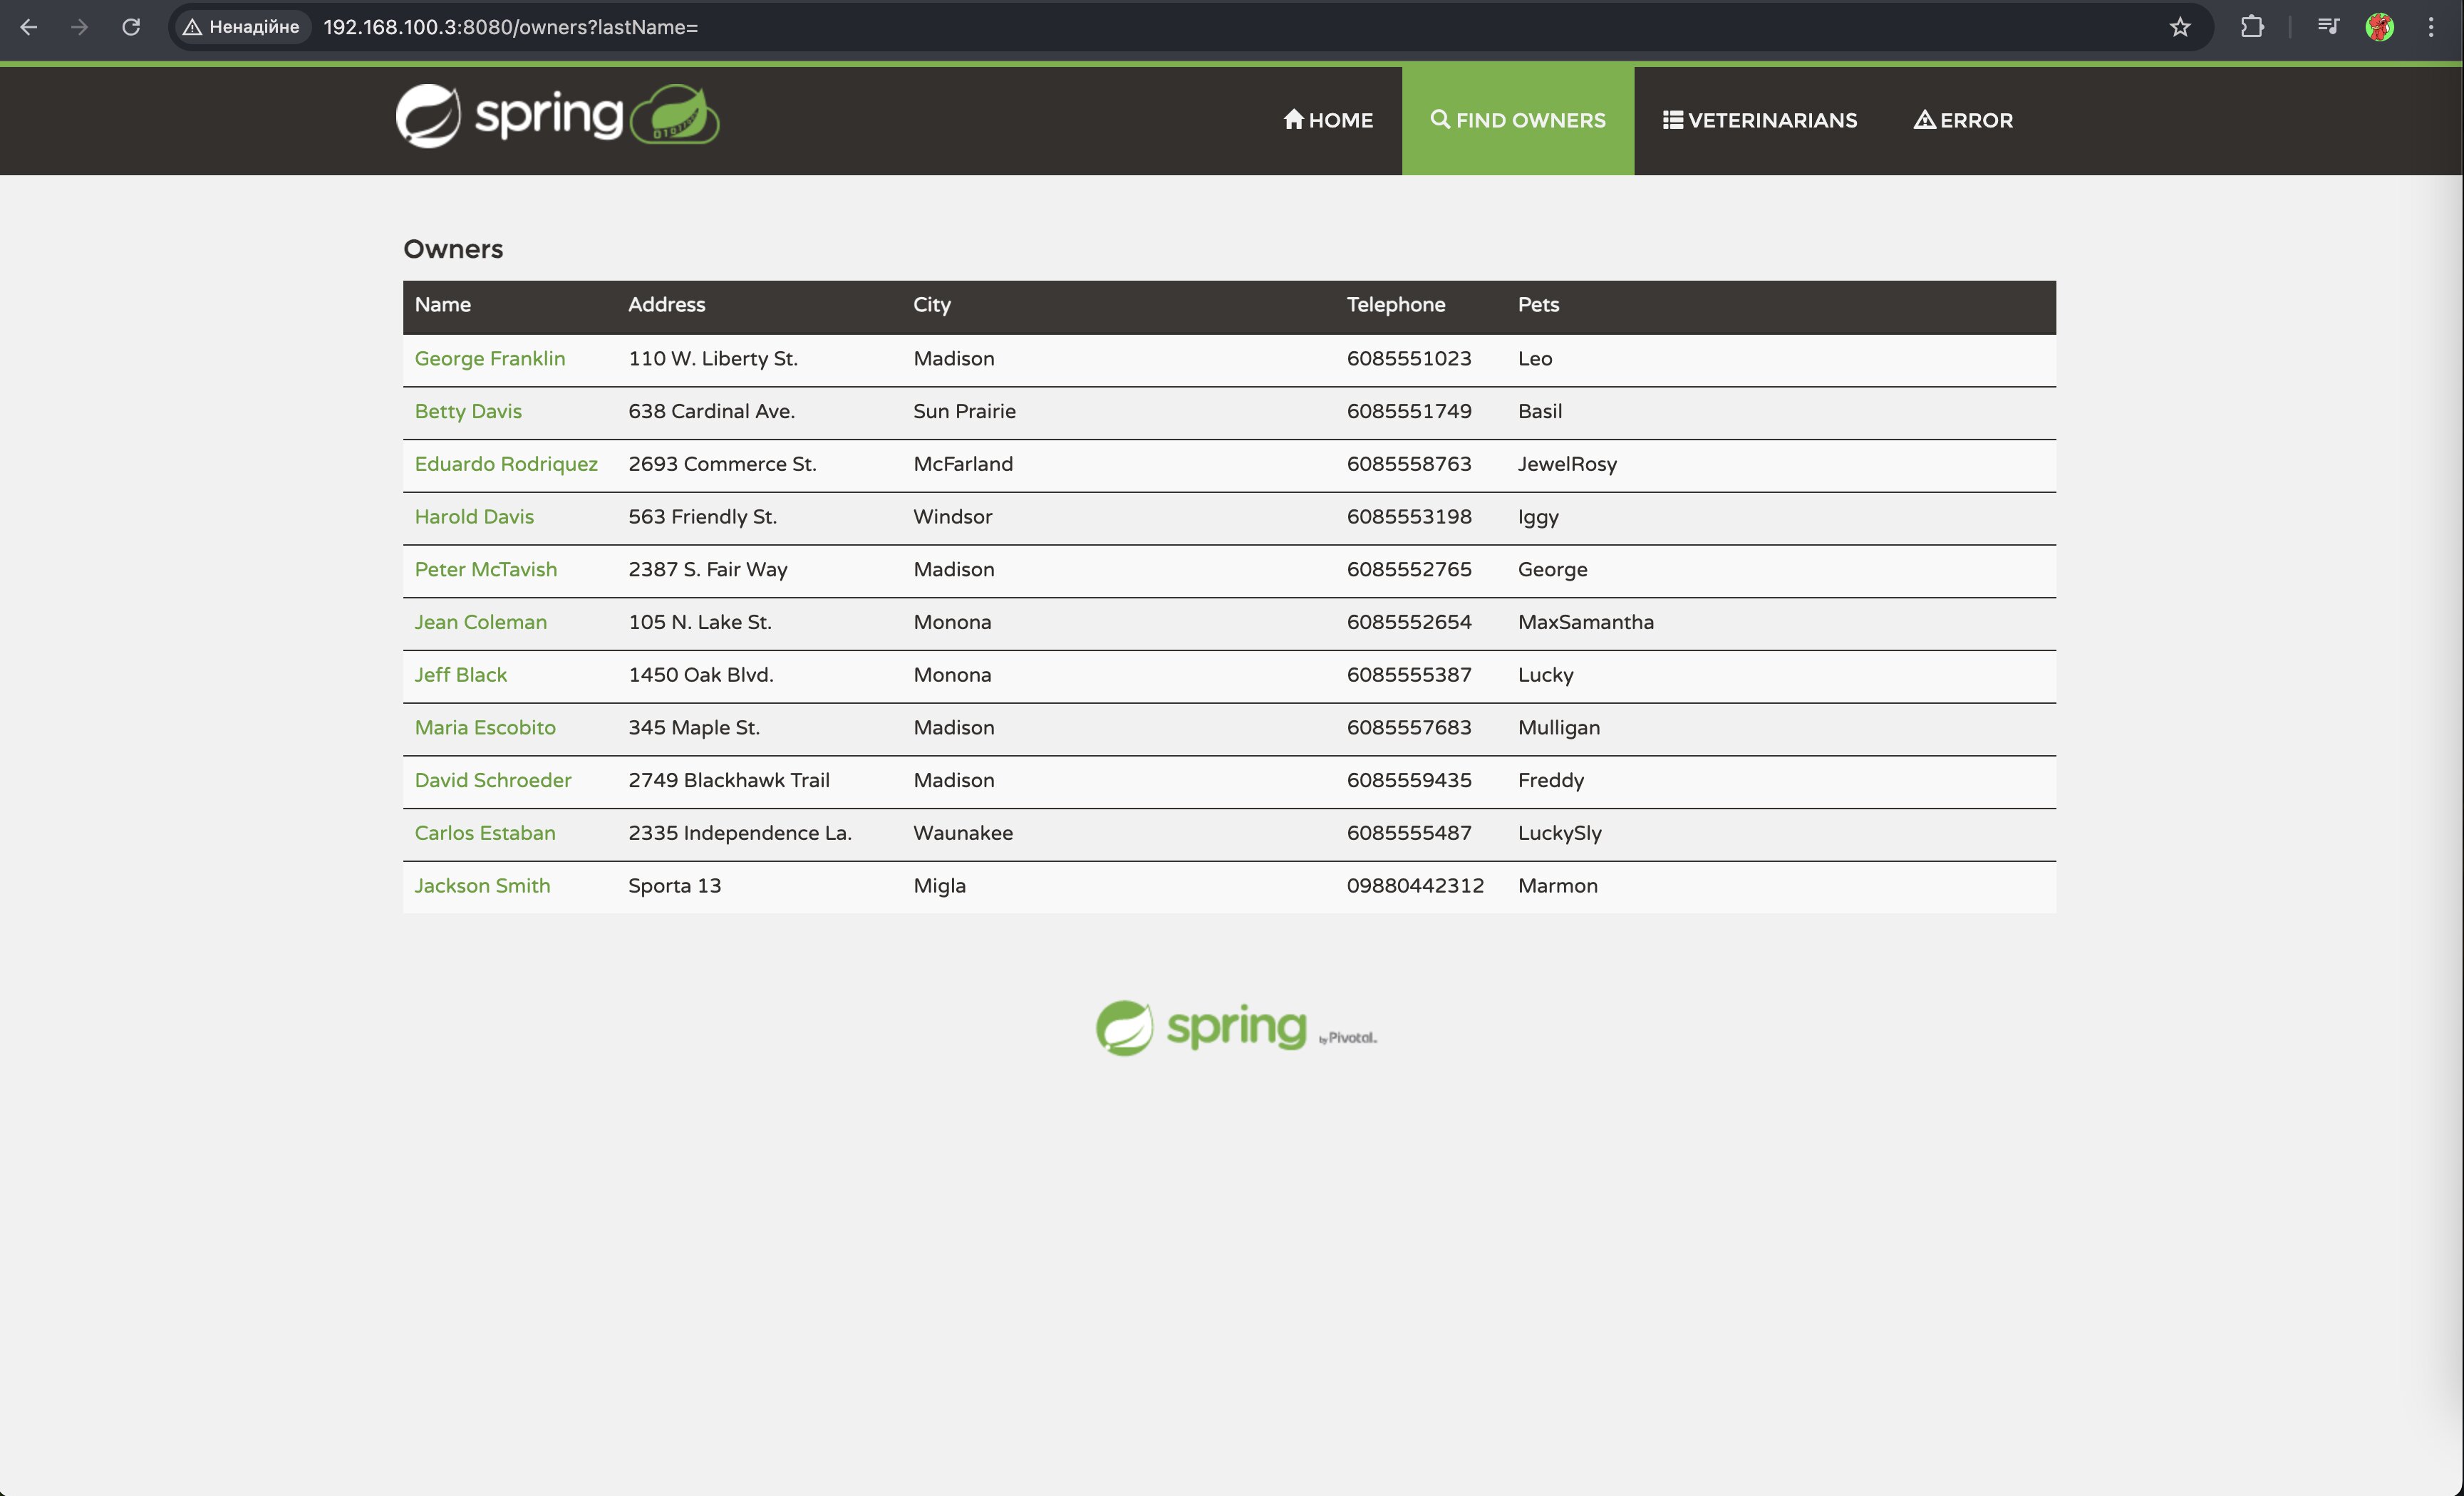 Ненадійне 192.168.100.3:8080/owners?lastName=
spring HOME FIND OWNERS VETERINARIANS ERROR
Owners
Name Address City Telephone Pets
George Franklin 110 W. Liberty St. Madison 6085551023 Leo
Betty Davis 638 Cardinal Ave. Sun Prairie 6085551749 Basil
Eduardo Rodriquez 2693 Commerce St. McFarland 6085558763 JewelRosy
Harold Davis 563 Friendly St. Windsor 6085553198 Iggy
Peter McTavish 2387 S. Fair Way Madison 6085552765 George
Jean Coleman 105 N. Lake St. Monona 6085552654 MaxSamantha
Jeff Black 1450 Oak Blvd. Monona 6085555387 Lucky
Maria Escobito 345 Maple St. Madison 6085557683 Mulligan
David Schroeder 2749 Blackhawk Trail Madison 6085559435 Freddy
Carlos Estaban 2335 Independence La. Waunakee 6085555487 LuckySly
Jackson Smith Sporta 13 Migla 09880442312 Marmon
spring by Pivotal.